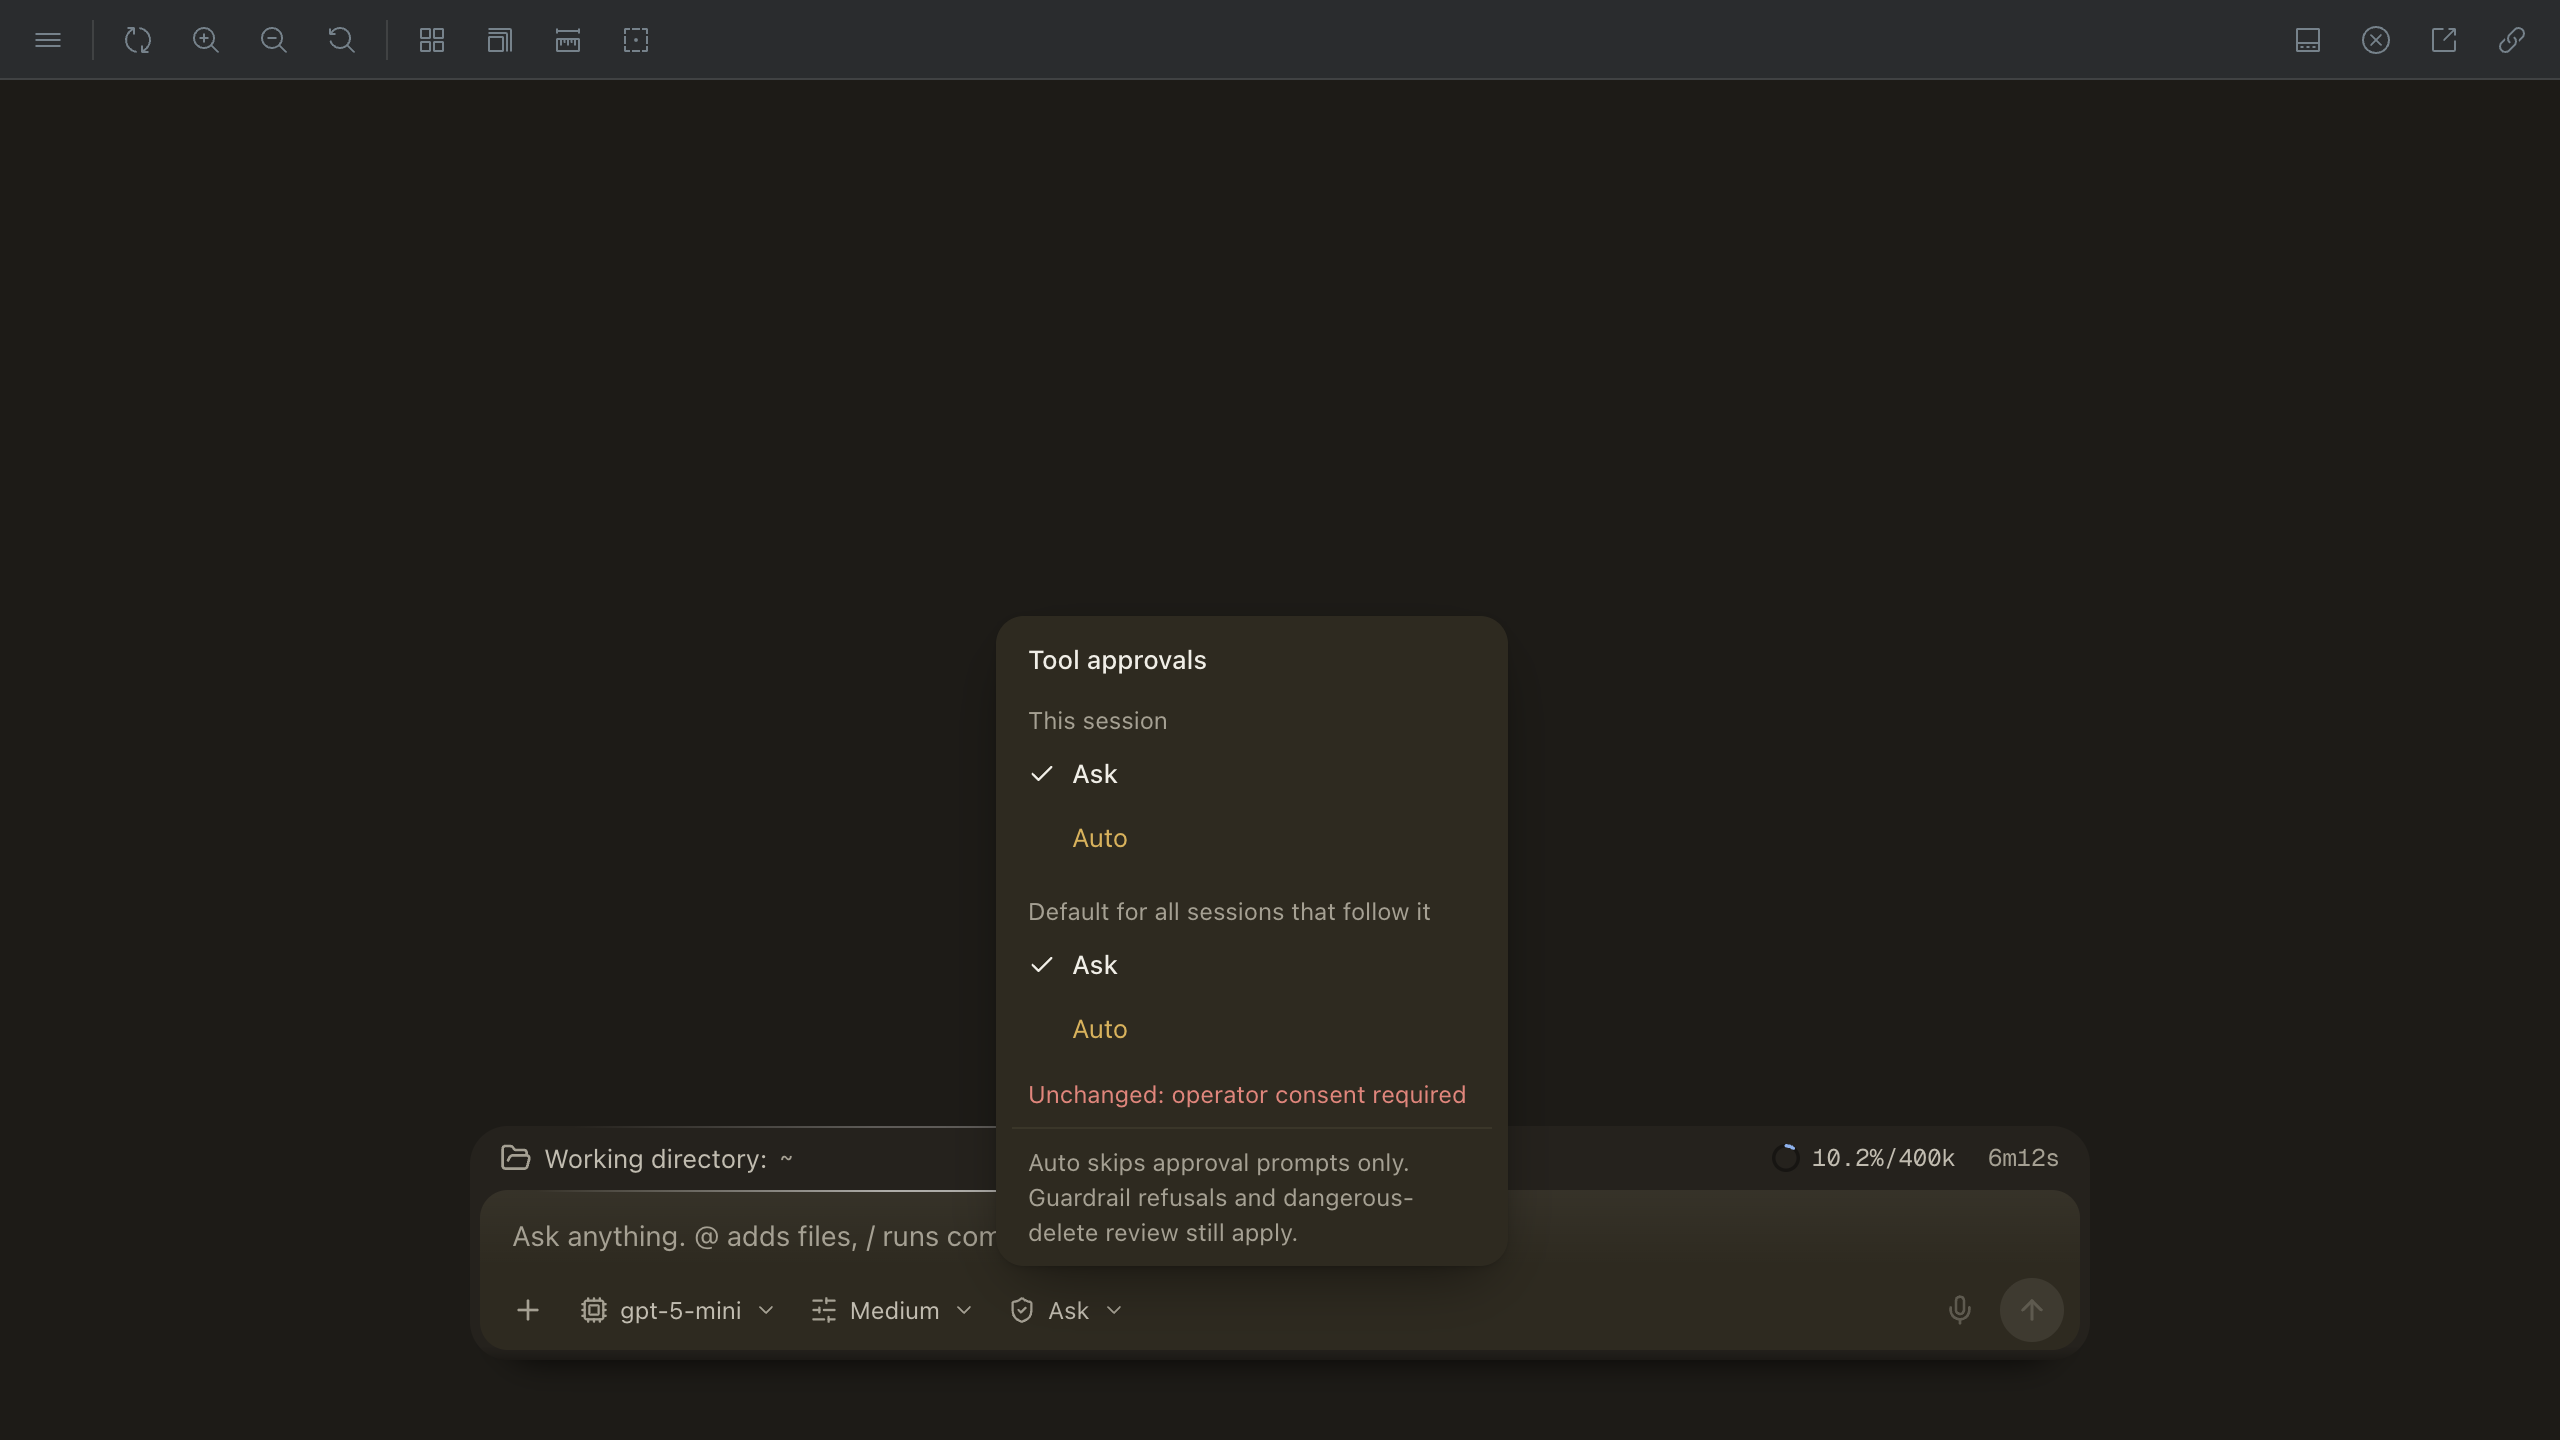 Tool approvals
This session
Ask
Auto
Default for all sessions that follow it
Ask
Auto
Unchanged: operator consent required
Auto skips approval prompts only.
Guardrail refusals and dangerous-
delete review still apply.
Working directory: ~
10.2%/400k 6m12s
Ask anything. @ adds files, / runs com
gpt-5-mini Medium Ask